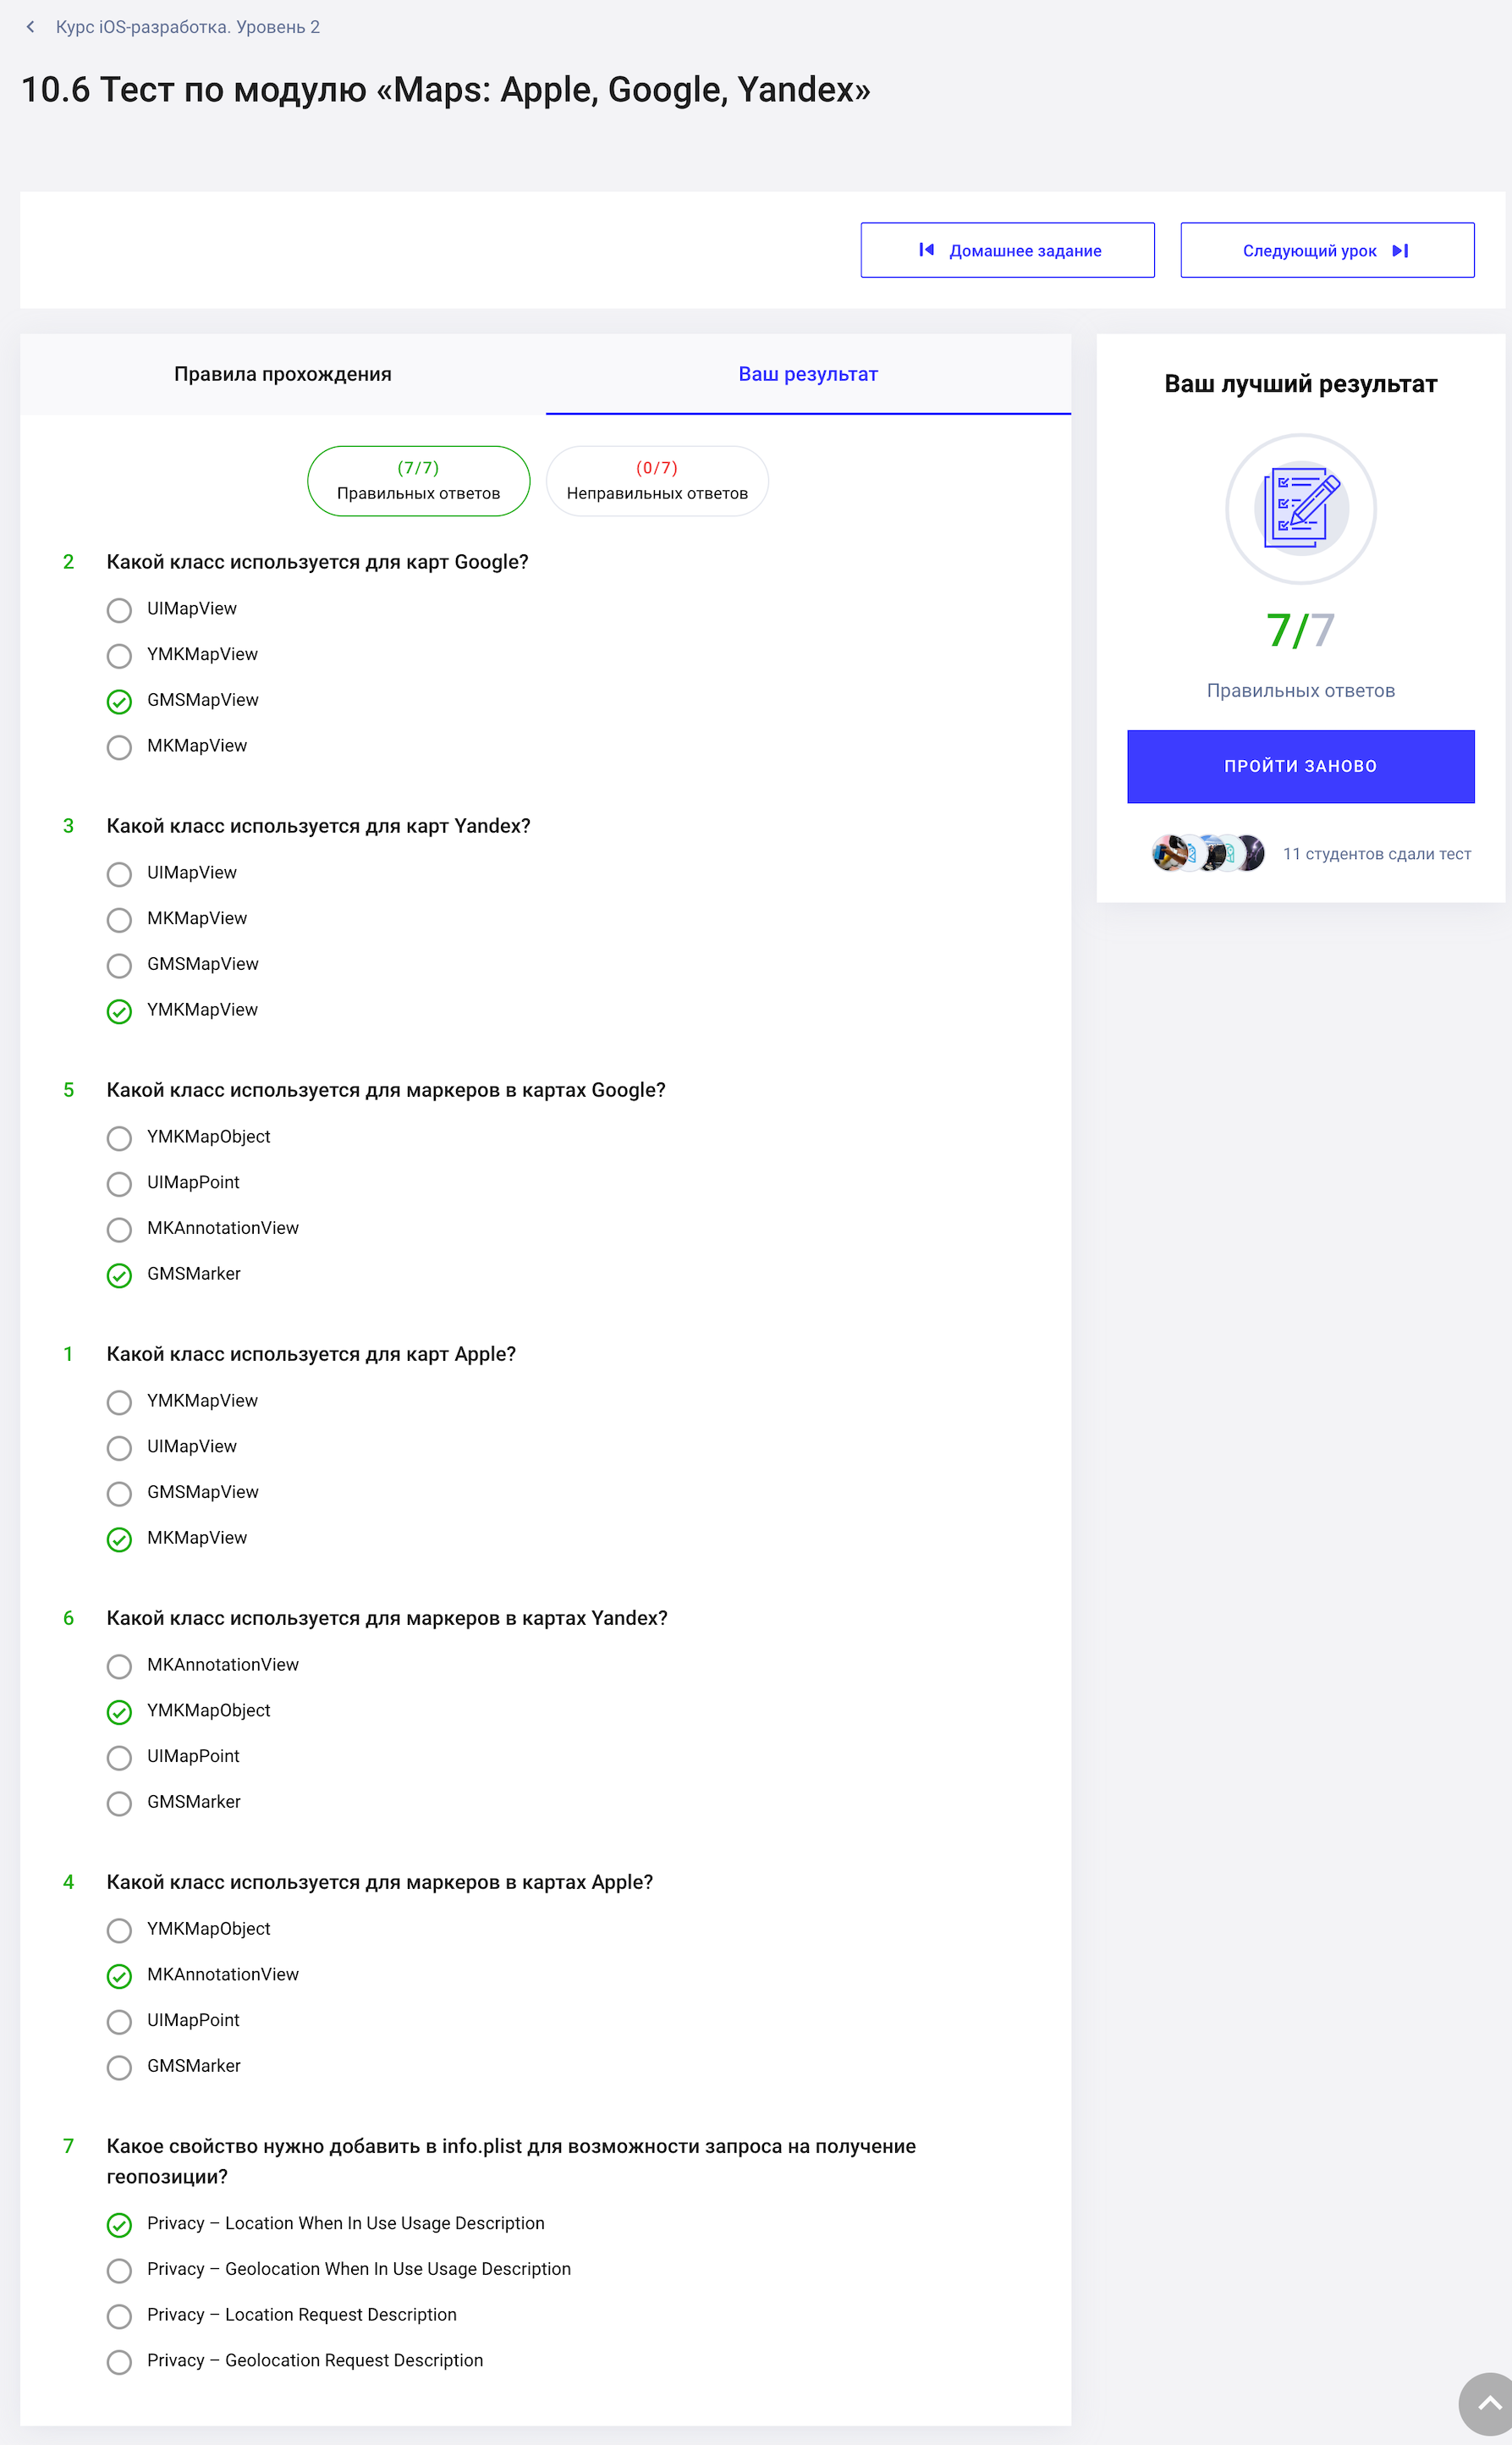 Курс iOS-разработка. Уровень 2
10.6 Тест по модулю «Maps: Apple, Google, Yandex»
Домашнее задание
Следующий урок
Правила прохождения
Ваш результат
(7/7)
Правильных ответов
(0/7)
Неправильных ответов
2 Какой класс используется для карт Google?
UIMapView
YMKMapView
GMSMapView
MKMapView
3 Какой класс используется для карт Yandex?
UIMapView
MKMapView
GMSMapView
YMKMapView
5 Какой класс используется для маркеров в картах Google?
YMKMapObject
UIMapPoint
MKAnnotationView
GMSMarker
1 Какой класс используется для карт Apple?
YMKMapView
UIMapView
GMSMapView
MKMapView
6 Какой класс используется для маркеров в картах Yandex?
MKAnnotationView
YMKMapObject
UIMapPoint
GMSMarker
4 Какой класс используется для маркеров в картах Apple?
YMKMapObject
MKAnnotationView
UIMapPoint
GMSMarker
7 Какое свойство нужно добавить в info.plist для возможности запроса на получение
геопозиции?
Privacy – Location When In Use Usage Description
Privacy – Geolocation When In Use Usage Description
Privacy – Location Request Description
Privacy – Geolocation Request Description
Ваш лучший результат
7/7
Правильных ответов
ПРОЙТИ ЗАНОВО
11 студентов сдали тест